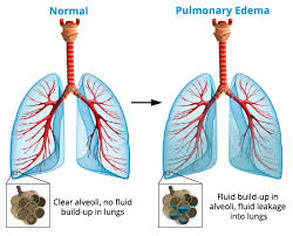 Normal
Pulmonary Edema
Clear alveoli, no fluid
build-up in lungs
Fluid build-up in
alveoli, fluid leakage
into lungs